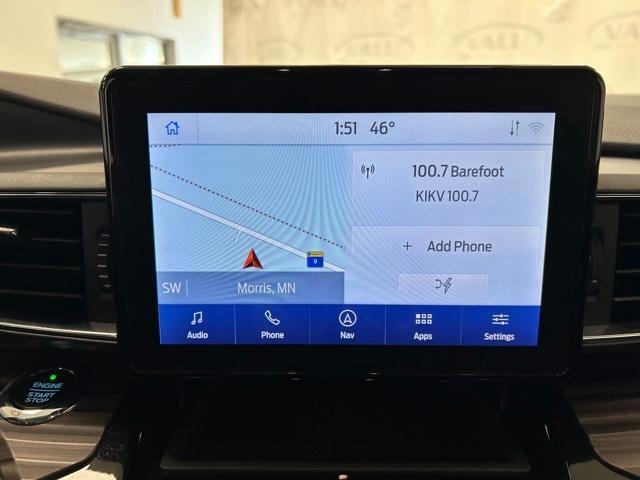 VALU
1:51 46°
100.7 Barefoot
KIKV 100.7
+ Add Phone
9
SW
Morris, MN
Audio
Phone
Nav
Apps
Settings
ENGINE
START
STOP